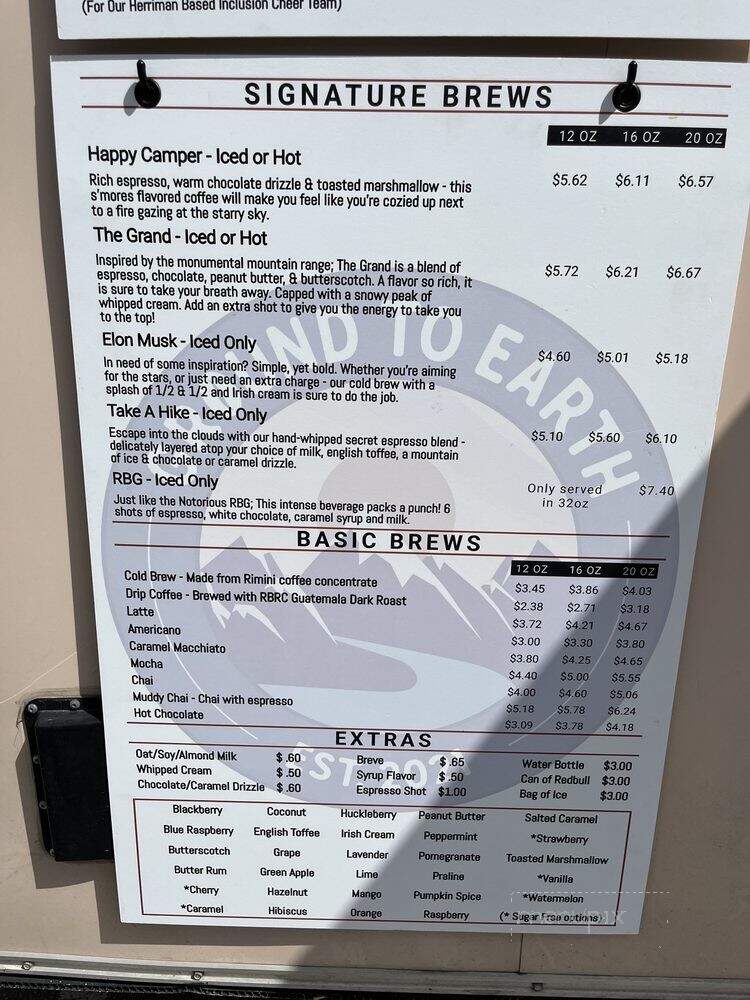 (For Our Herriman Based Inclusion Cheer Team)
SIGNATURE BREWS
12 OZ 16 OZ 20 OZ
Happy Camper - Iced or Hot
Rich espresso, warm chocolate drizzle & toasted marshmallow - this $5.62 $6.11 $6.57
s'mores flavored coffee will make you feel like you're cozied up next
to a fire gazing at the starry sky.
The Grand - Iced or Hot
Inspired by the monumental mountain range; The Grand is a blend of $5.72 $6.21 $6.67
espresso, chocolate, peanut butter, & butterscotch. A flavor so rich, it
is sure to take your breath away. Capped with a snowy peak of
whipped cream. Add an extra shot to give you the energy to take you
to the top!
Elon Musk - Iced Only
In need of some inspiration? Simple, yet bold. Whether you're aiming $4.60 $5.01 $5.18
for the stars, or just need an extra charge - our cold brew with a
splash of 1/2 & 1/2 and Irish cream is sure to do the job.
Take A Hike - Iced Only
Escape into the clouds with our hand-whipped secret espresso blend - $5.10 $5.60 $6.10
delicately layered atop your choice of milk, english toffee, a mountain
of ice & chocolate or caramel drizzle.
RBG - Iced Only
Only served in 32oz $7.40
Just like the Notorious RBG; This intense beverage packs a punch! 6
shots of espresso, white chocolate, caramel syrup and milk.
GROUND TO EARTH
EST. 2021
BASIC BREWS
12 OZ 16 OZ 20 OZ
Cold Brew - Made from Rimini coffee concentrate $3.45 $3.86 $4.03
Drip Coffee - Brewed with RBRC Guatemala Dark Roast $2.38 $2.71 $3.18
Latte $3.72 $4.21 $4.67
Americano $3.00 $3.30 $3.80
Caramel Macchiato $3.80 $4.25 $4.65
Mocha $4.40 $5.00 $5.55
Chai $4.00 $4.60 $5.06
Muddy Chai - Chai with espresso $5.18 $5.78 $6.24
Hot Chocolate $3.09 $3.78 $4.18
EXTRAS
Oat/Soy/Almond Milk $ .60 Breve $ .65 Water Bottle $3.00
Whipped Cream $ .50 Syrup Flavor $ .50 Can of Redbull $3.00
Chocolate/Caramel Drizzle $ .60 Espresso Shot $1.00 Bag of Ice $3.00
Blackberry Coconut Huckleberry Peanut Butter Salted Caramel
Blue Raspberry English Toffee Irish Cream Peppermint *Strawberry
Butterscotch Grape Lavender Pomegranate Toasted Marshmallow
Butter Rum Green Apple Lime Praline *Vanilla
*Cherry Hazelnut Mango Pumpkin Spice *Watermelon
*Caramel Hibiscus Orange Raspberry (* Sugar Free options)